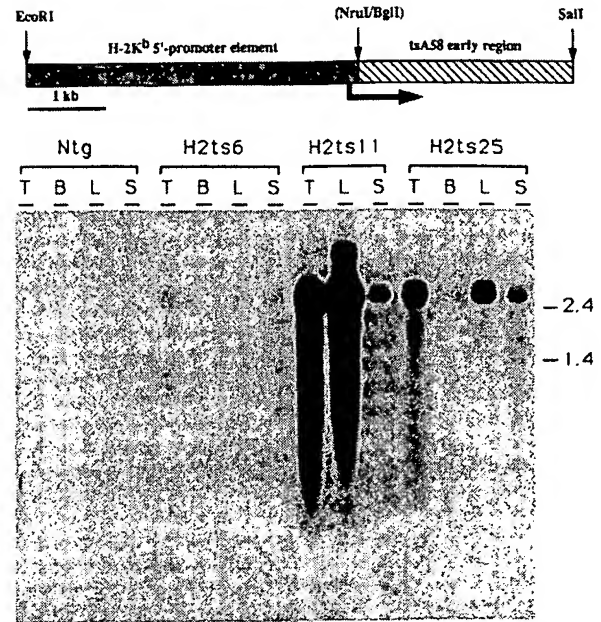 EcoRI (NruI/BglI) SalI
H-2Kᵇ 5'-promoter element tsA58 early region
1 kb
Ntg H2ts6 H2ts11 H2ts25
T B L S T B L S T L S T B L S
-2.4
-1.4